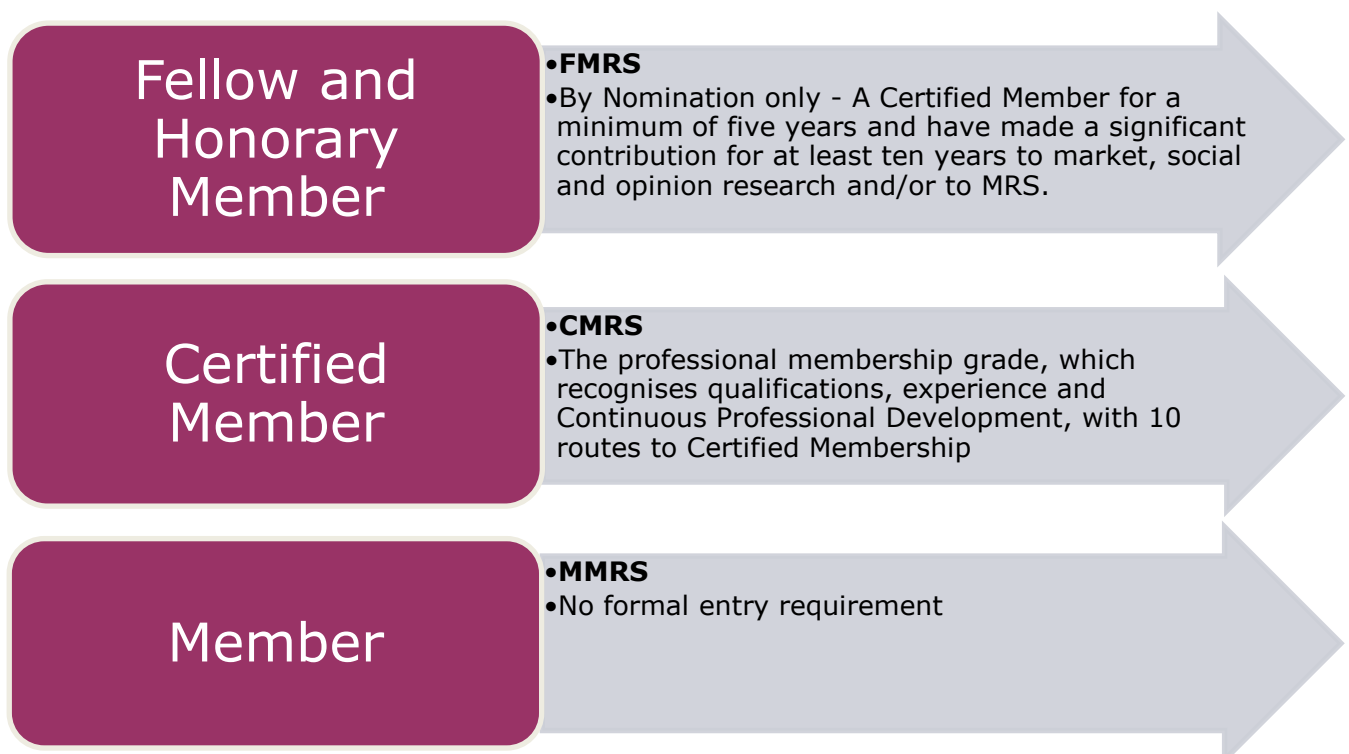 Fellow and
Honorary
Member
•FMRS
•By Nomination only - A Certified Member for a
minimum of five years and have made a significant
contribution for at least ten years to market, social
and opinion research and/or to MRS.
Certified
Member
•CMRS
•The professional membership grade, which
recognises qualifications, experience and
Continuous Professional Development, with 10
routes to Certified Membership
Member
•MMRS
•No formal entry requirement